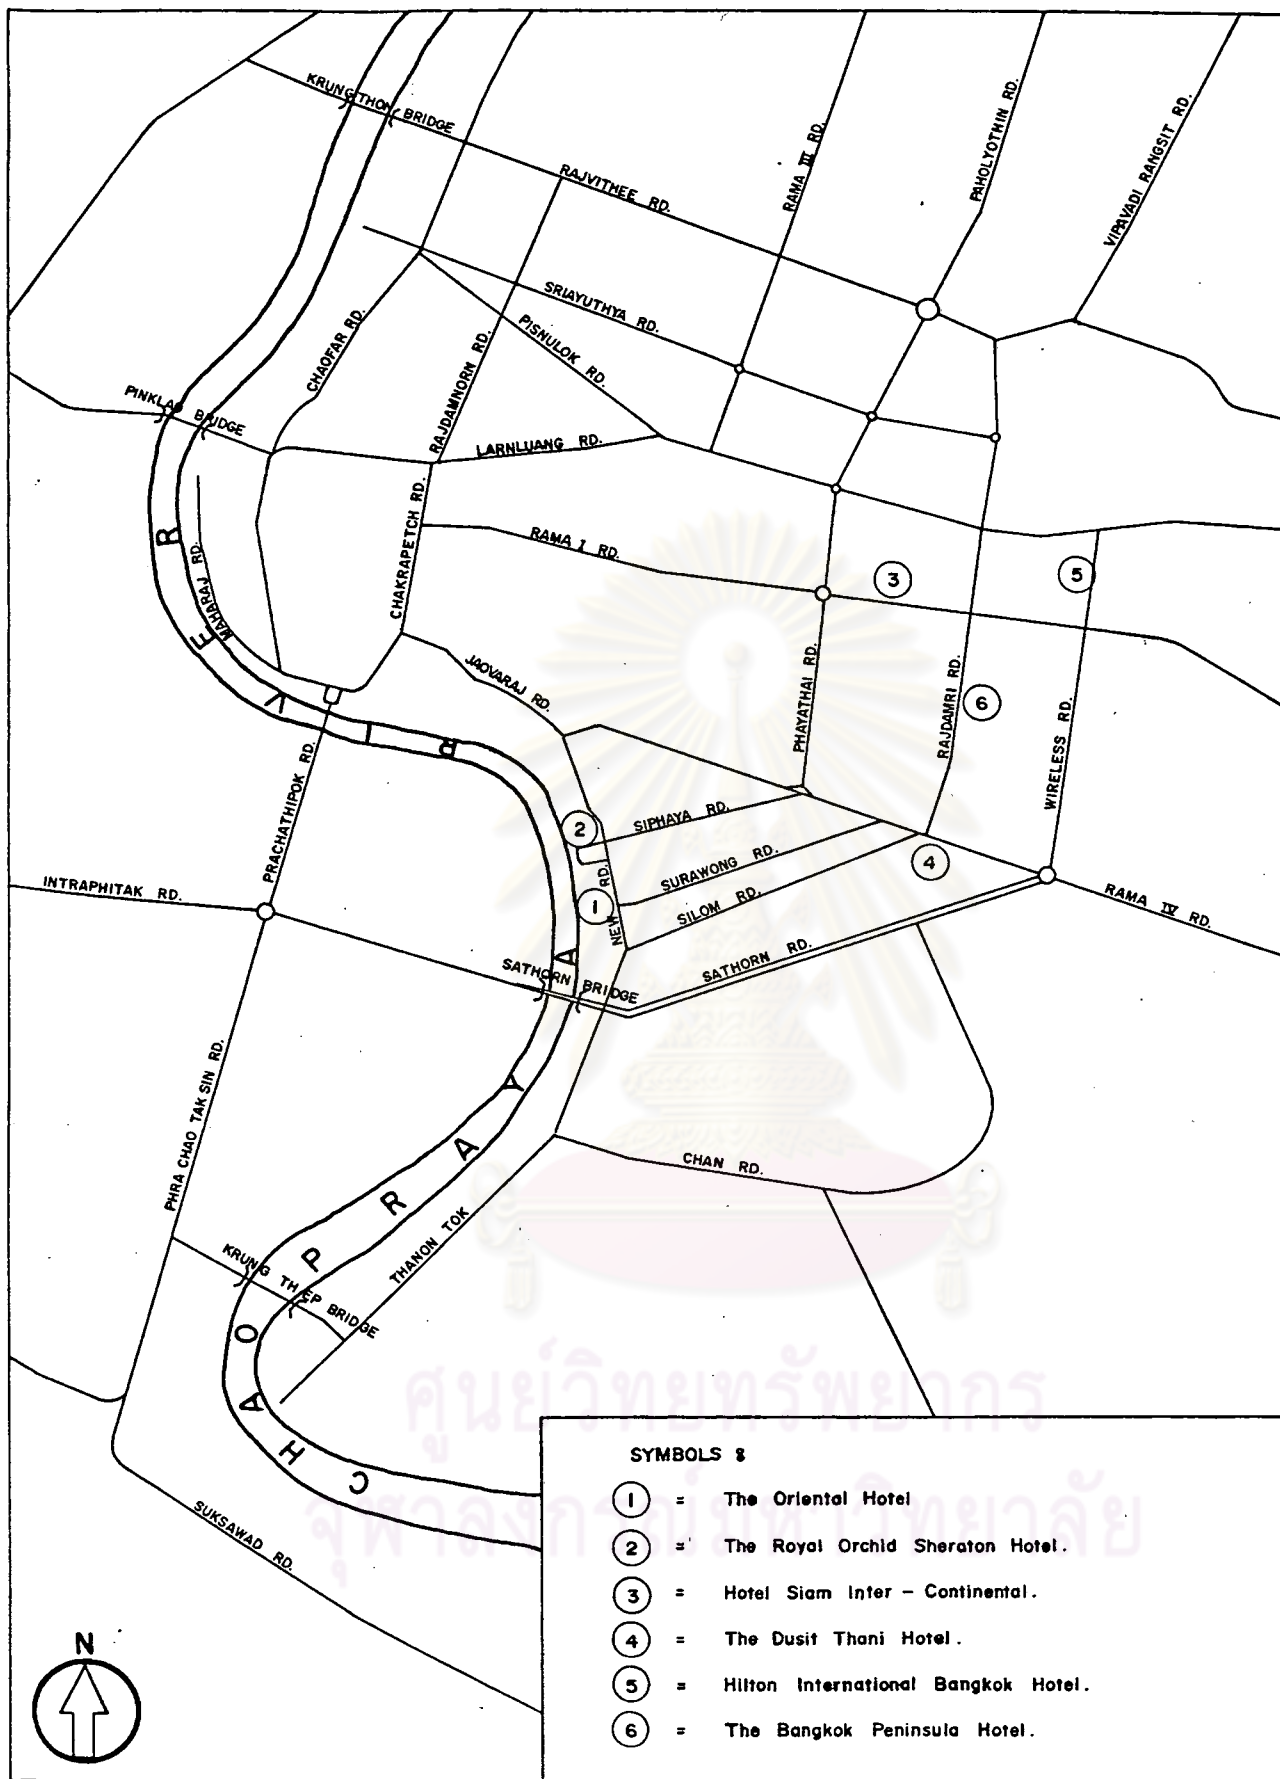 KRUNGTHON BRIDGE
RAJVITHEE RD.
RAMA III RD.
PAHOLYOTHIN RD.
VIPAVADI RANGSIT RD.
SRIAYUTHYA RD.
PISNULOK RD.
CHAOFAR RD.
RAJDAMNORN RD.
PINKLAO BRIDGE
LARNLUANG RD.
CHAKRAPETCH RD.
MAHARAJ RD.
RAMA I RD.
3
5
JAOVARAJ RD.
PHAYATHAI RD.
RAJDAMRI RD.
6
WIRELESS RD.
PRACHATHIPOK RD.
2
SIPHAYA RD.
SURAWONG RD.
4
INTRAPHITAK RD.
1
NEW RD.
SILOM RD.
RAMA IV RD.
SATHORN BRIDGE
SATHORN RD.
PHRA CHAO TAK SIN RD.
CHAN RD.
THANON TOK
KRUNG THEP BRIDGE
CHAOPRAYA RIVER
SUKSAWAD RD.
ศูนย์วิทยทรัพยากร
จุฬาลงกรณ์มหาวิทยาลัย
N
SYMBOLS :
1 = The Oriental Hotel
2 = The Royal Orchid Sheraton Hotel.
3 = Hotel Siam Inter - Continental.
4 = The Dusit Thani Hotel.
5 = Hilton International Bangkok Hotel.
6 = The Bangkok Peninsula Hotel.